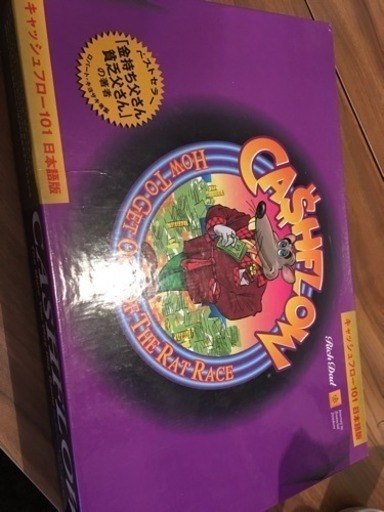 キャッシュフロー101 日本語版
ベストセラー
「金持ち父さん
貧乏父さん」
の著者
CA$HFLOW
HOW TO GET OUT OF THE RAT RACE
Rich Dad
キャッシュフロー101 日本語版
CASHFLOW